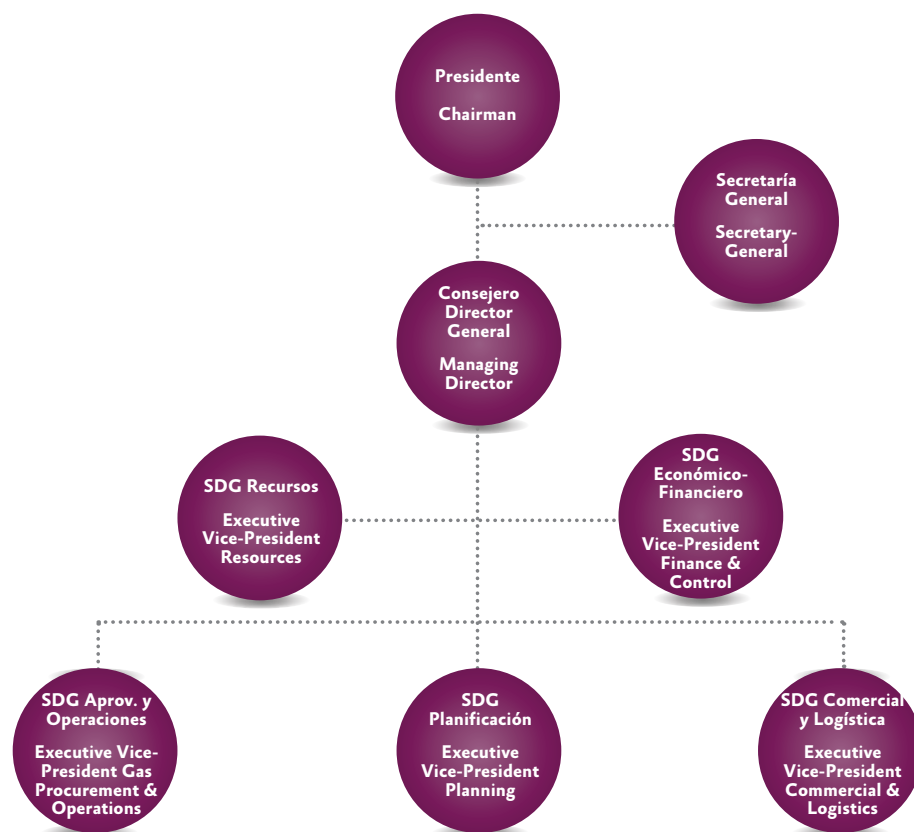 Presidente
Chairman
Secretaría
General
Secretary-
General
Consejero
Director
General
Managing
Director
SDG Recursos
Executive
Vice-President
Resources
SDG
Económico-
Financiero
Executive
Vice-President
Finance &
Control
SDG Aprov. y
Operaciones
Executive Vice-
President Gas
Procurement &
Operations
SDG
Planificación
Executive
Vice-President
Planning
SDG Comercial
y Logística
Executive
Vice-President
Commercial &
Logistics